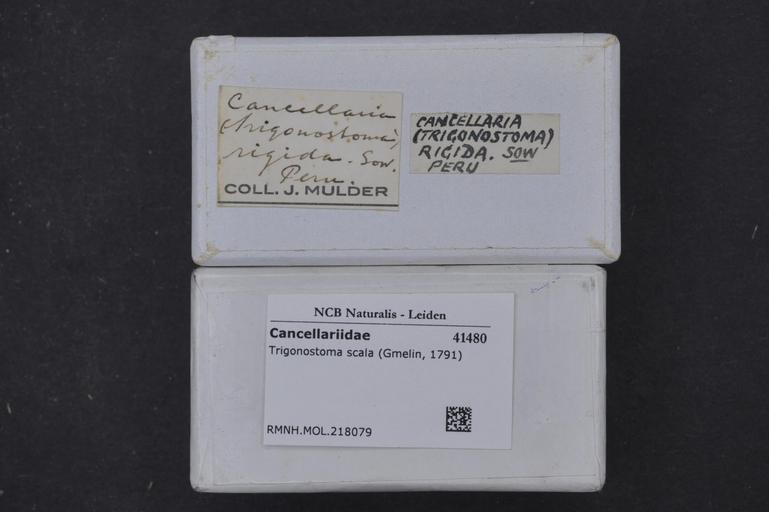 Cancellaria
(trigonostoma)
rigida. Sow.
Peru.
COLL. J. MULDER
CANCELLARIA
(TRIGONOSTOMA)
RIGIDA. SOW
PERU
NCB Naturalis - Leiden
Cancellariidae 41480
Trigonostoma scala (Gmelin, 1791)
RMNH.MOL.218079